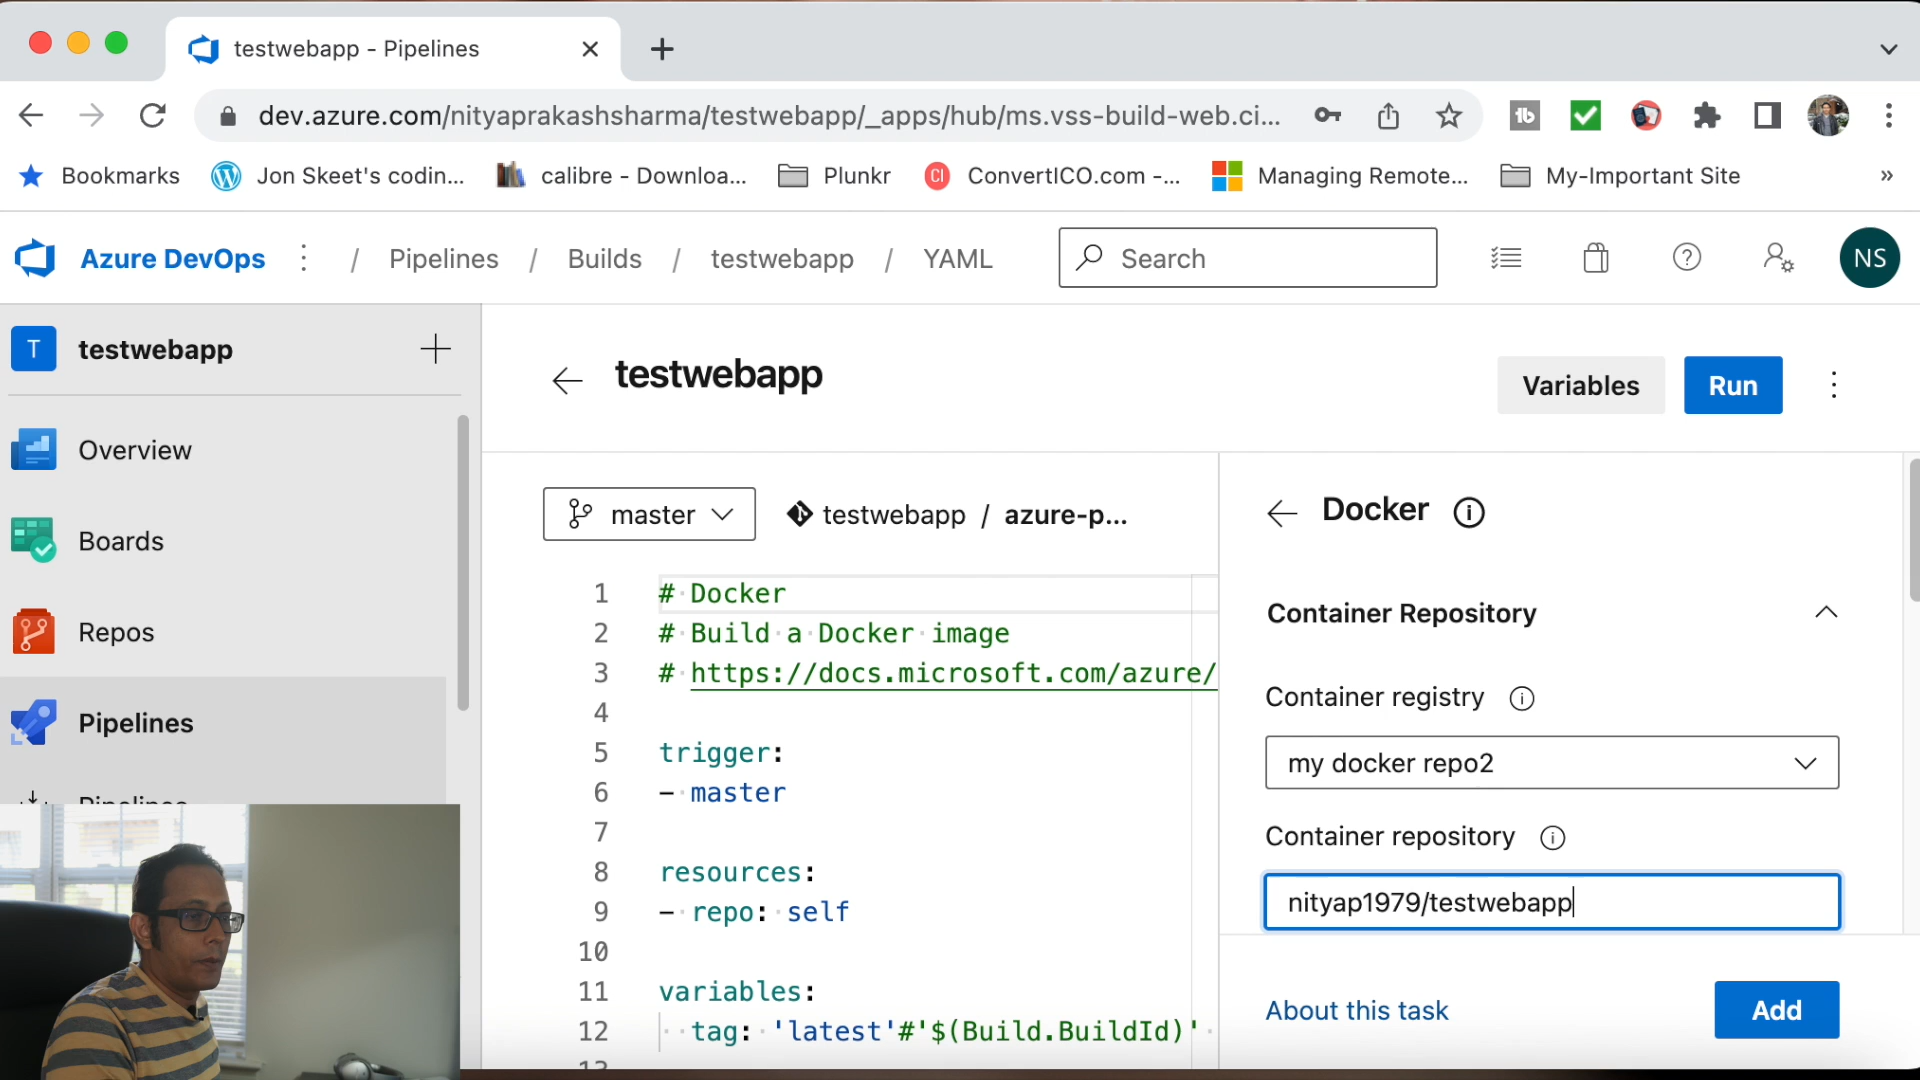 testwebapp - Pipelines
dev.azure.com/nityaprakashsharma/testwebapp/_apps/hub/ms.vss-build-web.ci...
Bookmarks Jon Skeet's codin... calibre - Downloa... Plunkr CI ConvertICO.com -... Managing Remote... My-Important Site »
Azure DevOps / Pipelines / Builds / testwebapp / YAML Search NS
T testwebapp
Overview
Boards
Repos
Pipelines
Pipelines
testwebapp
Variables Run
master testwebapp / azure-p...
1 # Docker
2 # Build a Docker image
3 # https://docs.microsoft.com/azure/
4
5 trigger:
6 - master
7
8 resources:
9 - repo: self
10
11 variables:
12 tag: 'latest'#'$(Build.BuildId)'
13
Docker
Container Repository
Container registry
my docker repo2
Container repository
nityap1979/testwebapp
About this task Add